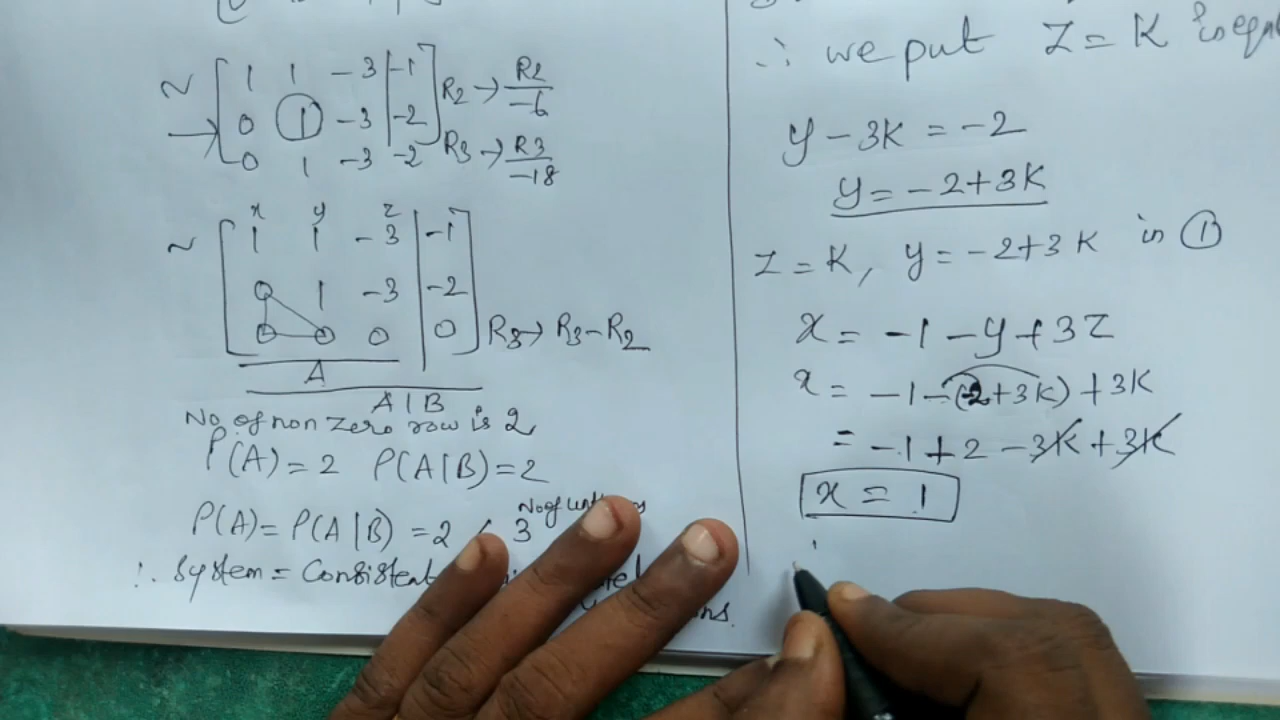 ~ [ 1 1 -3 | -1 ] R2 → R2/-6
→ 0 1 -3 | -2
0 1 -3 -2 R3 → R3/-18
x y z
~ [ 1 1 -3 | -1
0 1 -3 | -2
0 0 0 | 0 ] R3 → R3-R2
A
A | B
No. of non zero row is 2
ρ(A) = 2 ρ(A|B) = 2
No of
ρ(A) = ρ(A|B) = 2 < 3
∴ System = Consistent
∴ we put Z = K in
y - 3K = -2
y = -2+3K
z = K, y = -2+3K in ①
x = -1 - y + 3z
x = -1 - (-2+3K) + 3K
= -1 + 2 - 3K + 3K
x = 1